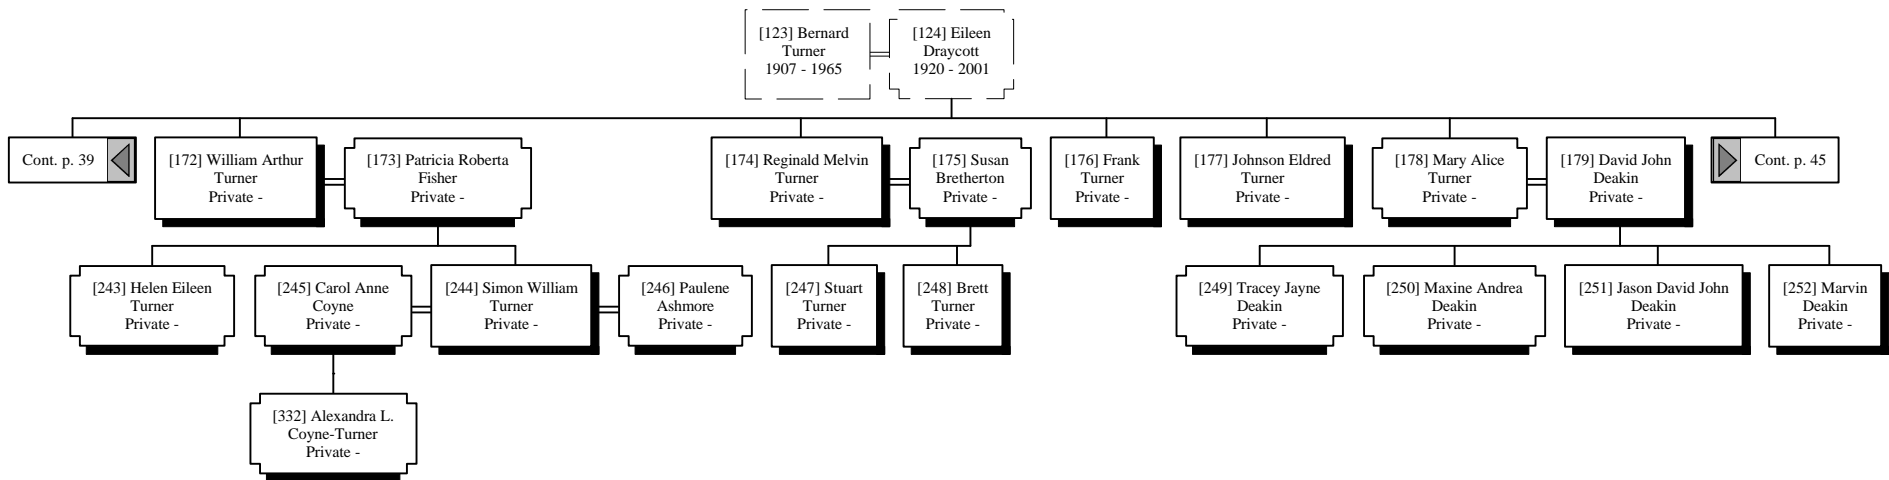 [123] Bernard
Turner
1907 - 1965
[124] Eileen
Draycott
1920 - 2001
Cont. p. 39
[172] William Arthur
Turner
Private -
[173] Patricia Roberta
Fisher
Private -
[174] Reginald Melvin
Turner
Private -
[175] Susan
Bretherton
Private -
[176] Frank
Turner
Private -
[177] Johnson Eldred
Turner
Private -
[178] Mary Alice
Turner
Private -
[179] David John
Deakin
Private -
Cont. p. 45
[243] Helen Eileen
Turner
Private -
[245] Carol Anne
Coyne
Private -
[244] Simon William
Turner
Private -
[246] Paulene
Ashmore
Private -
[247] Stuart
Turner
Private -
[248] Brett
Turner
Private -
[249] Tracey Jayne
Deakin
Private -
[250] Maxine Andrea
Deakin
Private -
[251] Jason David John
Deakin
Private -
[252] Marvin
Deakin
Private -
[332] Alexandra L.
Coyne-Turner
Private -